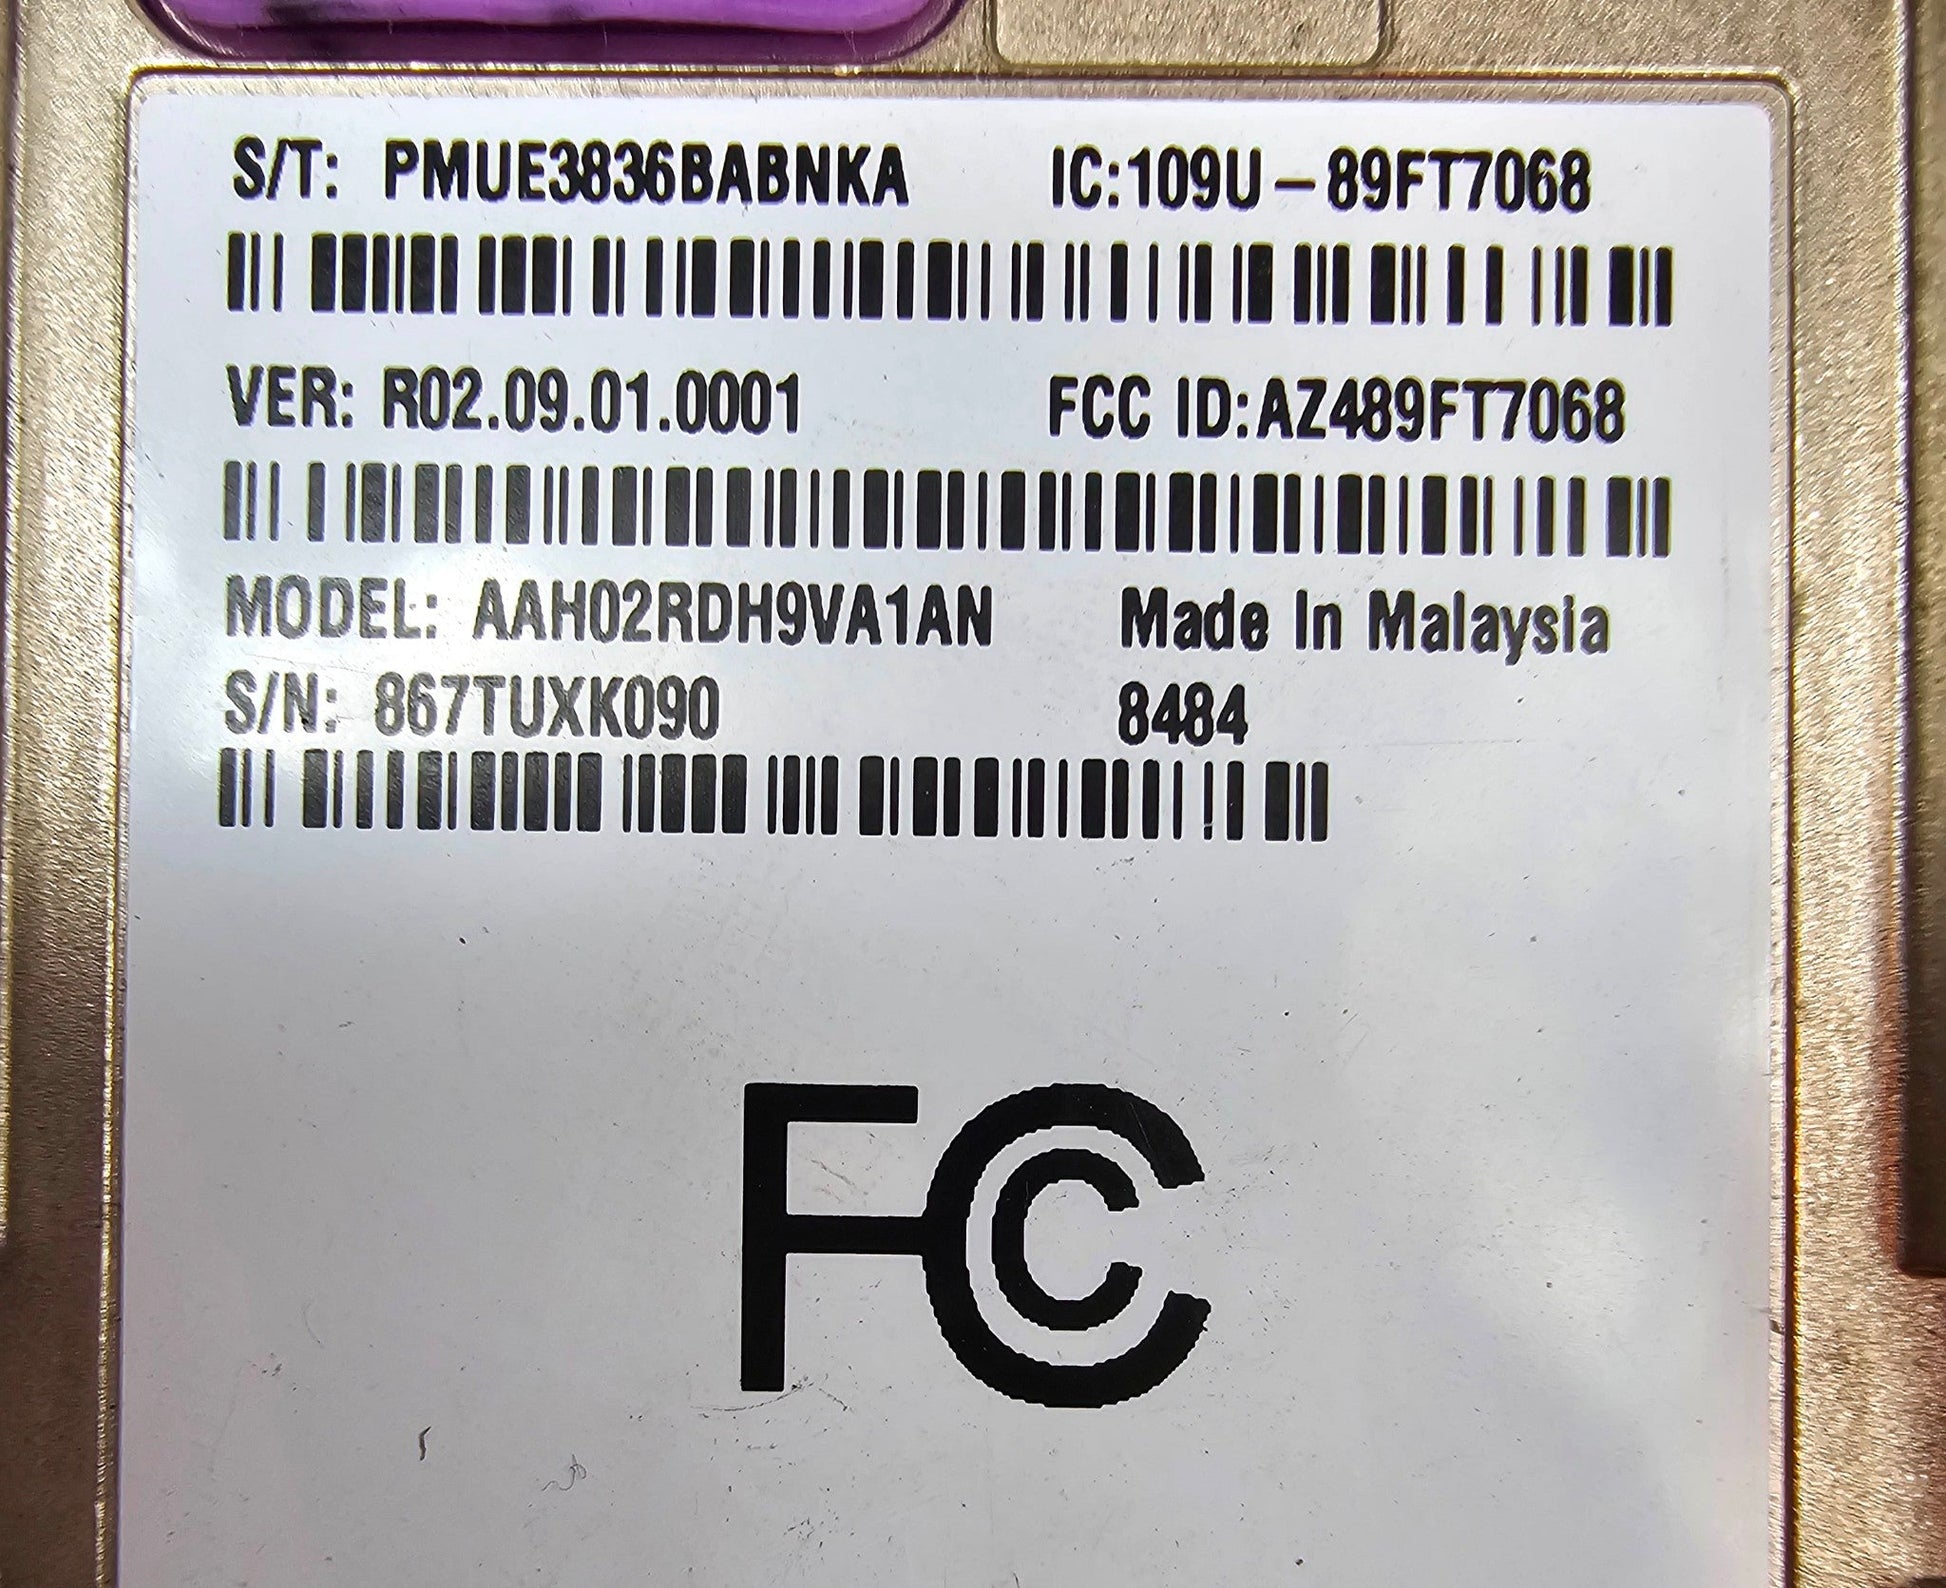 S/T: PMUE3836BABNKA IC:109U-89FT7068
VER: R02.09.01.0001 FCC ID:AZ489FT7068
MODEL: AAH02RDH9VA1AN Made In Malaysia
S/N: 867TUXK090 8484
FCC